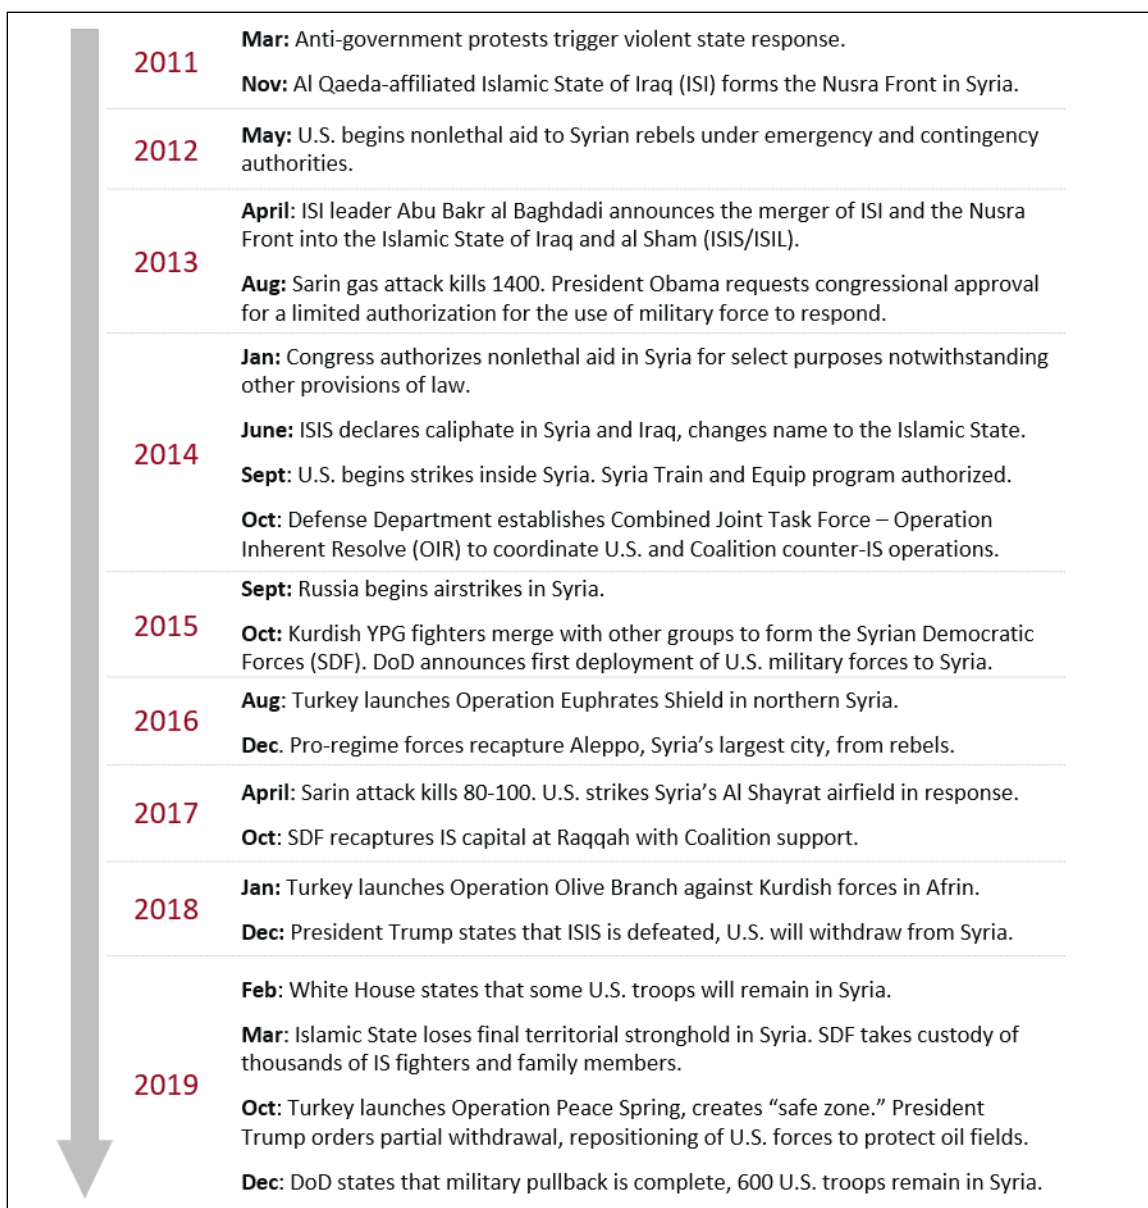 2011
Mar: Anti-government protests trigger violent state response.
Nov: Al Qaeda-affiliated Islamic State of Iraq (ISI) forms the Nusra Front in Syria.
2012
May: U.S. begins nonlethal aid to Syrian rebels under emergency and contingency
authorities.
2013
April: ISI leader Abu Bakr al Baghdadi announces the merger of ISI and the Nusra
Front into the Islamic State of Iraq and al Sham (ISIS/ISIL).
Aug: Sarin gas attack kills 1400. President Obama requests congressional approval
for a limited authorization for the use of military force to respond.
2014
Jan: Congress authorizes nonlethal aid in Syria for select purposes notwithstanding
other provisions of law.
June: ISIS declares caliphate in Syria and Iraq, changes name to the Islamic State.
Sept: U.S. begins strikes inside Syria. Syria Train and Equip program authorized.
Oct: Defense Department establishes Combined Joint Task Force – Operation
Inherent Resolve (OIR) to coordinate U.S. and Coalition counter-IS operations.
2015
Sept: Russia begins airstrikes in Syria.
Oct: Kurdish YPG fighters merge with other groups to form the Syrian Democratic
Forces (SDF). DoD announces first deployment of U.S. military forces to Syria.
2016
Aug: Turkey launches Operation Euphrates Shield in northern Syria.
Dec. Pro-regime forces recapture Aleppo, Syria’s largest city, from rebels.
2017
April: Sarin attack kills 80-100. U.S. strikes Syria’s Al Shayrat airfield in response.
Oct: SDF recaptures IS capital at Raqqah with Coalition support.
2018
Jan: Turkey launches Operation Olive Branch against Kurdish forces in Afrin.
Dec: President Trump states that ISIS is defeated, U.S. will withdraw from Syria.
2019
Feb: White House states that some U.S. troops will remain in Syria.
Mar: Islamic State loses final territorial stronghold in Syria. SDF takes custody of
thousands of IS fighters and family members.
Oct: Turkey launches Operation Peace Spring, creates “safe zone.” President
Trump orders partial withdrawal, repositioning of U.S. forces to protect oil fields.
Dec: DoD states that military pullback is complete, 600 U.S. troops remain in Syria.